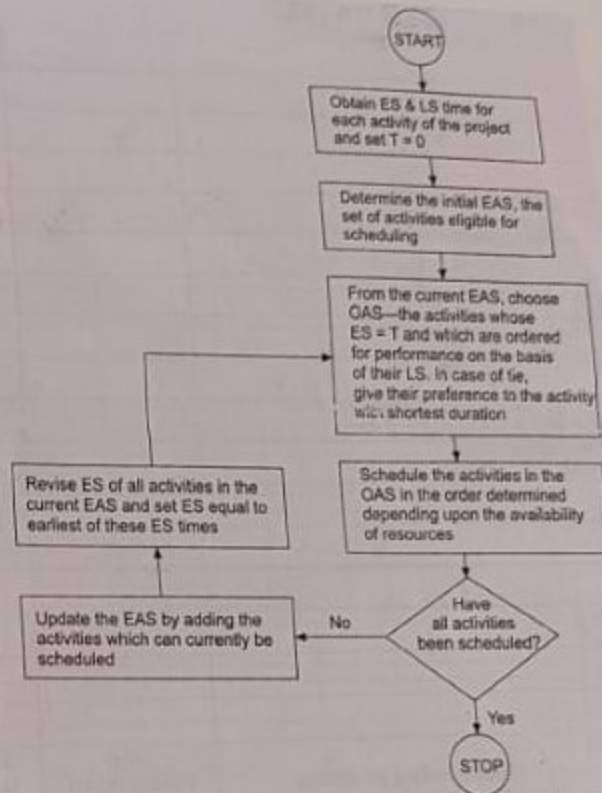 START
Obtain ES & LS time for
each activity of the project
and set T = 0
Determine the initial EAS, the
set of activities eligible for
scheduling
From the current EAS, choose
OAS—the activities whose
ES = T and which are ordered
for performance on the basis
of their LS. In case of tie,
give their preference to the activity
with shortest duration
Schedule the activities in the
OAS in the order determined
depending upon the availability
of resources
Have
all activities
been scheduled?
No
Update the EAS by adding the
activities which can currently be
scheduled
Revise ES of all activities in the
current EAS and set ES equal to
earliest of these ES times
Yes
STOP